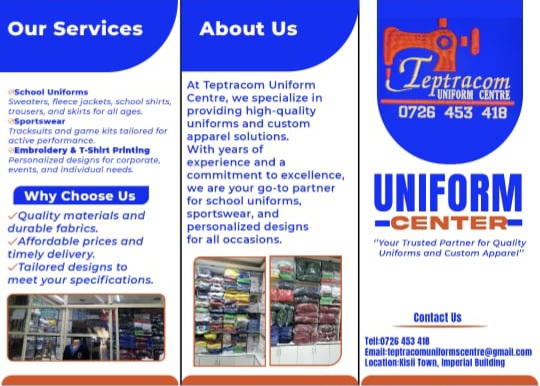 Our Services
School Uniforms
Sweaters, fleece jackets, school shirts,
trousers, and skirts for all ages.
Sportswear
Tracksuits and game kits tailored for
active performance.
Embroidery & T-Shirt Printing
Personalized designs for corporate,
events, and individual needs.
Why Choose Us
Quality materials and
durable fabrics.
Affordable prices and
timely delivery.
Tailored designs to
meet your specifications.
About Us
At Teptracom Uniform
Centre, we specialize in
providing high-quality
uniforms and custom
apparel solutions.
With years of
experience and a
commitment to excellence,
we are your go-to partner
for school uniforms,
sportswear, and
personalized designs
for all occasions.
Teptracom
UNIFORM CENTRE
0726 453 418
UNIFORM
CENTER
"Your Trusted Partner for Quality
Uniforms and Custom Apparel"
Contact Us
Tell:0726 453 418
Email:teptracomuniformscentre@gmail.com
Location:Kisii Town, Imperial Building